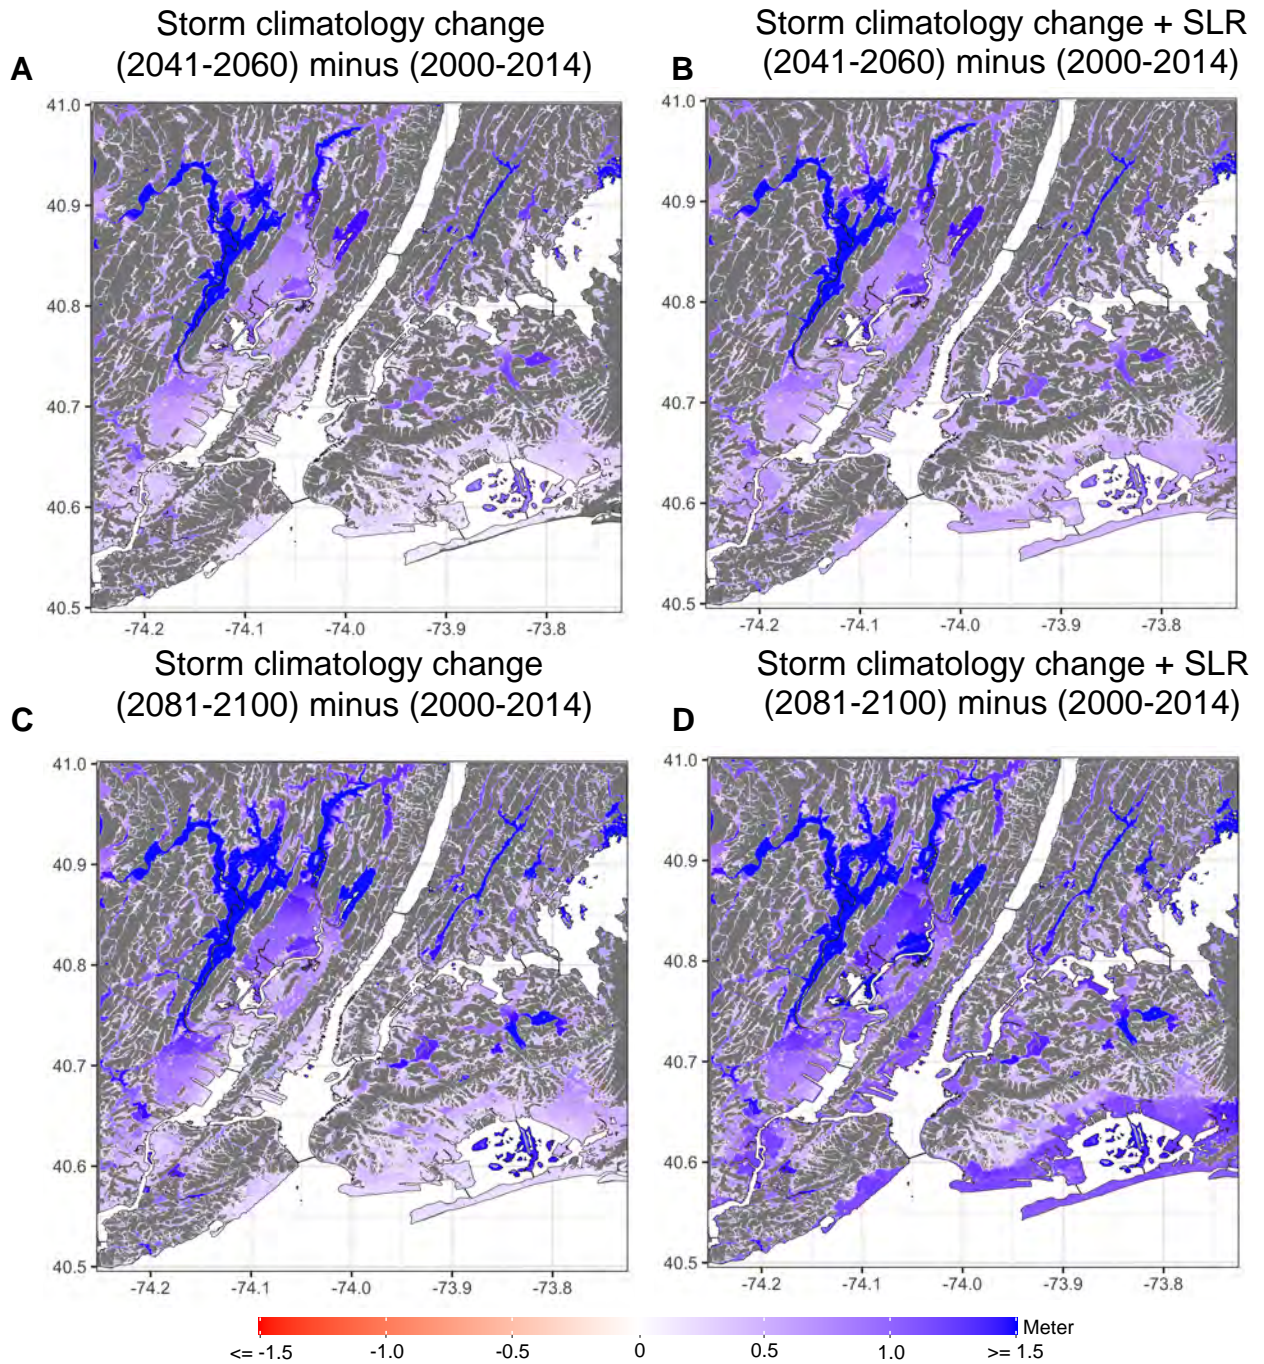 Storm climatology change
(2041-2060) minus (2000-2014)
A
Storm climatology change + SLR
(2041-2060) minus (2000-2014)
B
41.0
40.9
40.8
40.7
40.6
40.5
-74.2 -74.1 -74.0 -73.9 -73.8
41.0
40.9
40.8
40.7
40.6
40.5
-74.2 -74.1 -74.0 -73.9 -73.8
Storm climatology change
(2081-2100) minus (2000-2014)
C
Storm climatology change + SLR
(2081-2100) minus (2000-2014)
D
41.0
40.9
40.8
40.7
40.6
40.5
-74.2 -74.1 -74.0 -73.9 -73.8
41.0
40.9
40.8
40.7
40.6
40.5
-74.2 -74.1 -74.0 -73.9 -73.8
Meter
<= -1.5 -1.0 -0.5 0 0.5 1.0 >= 1.5